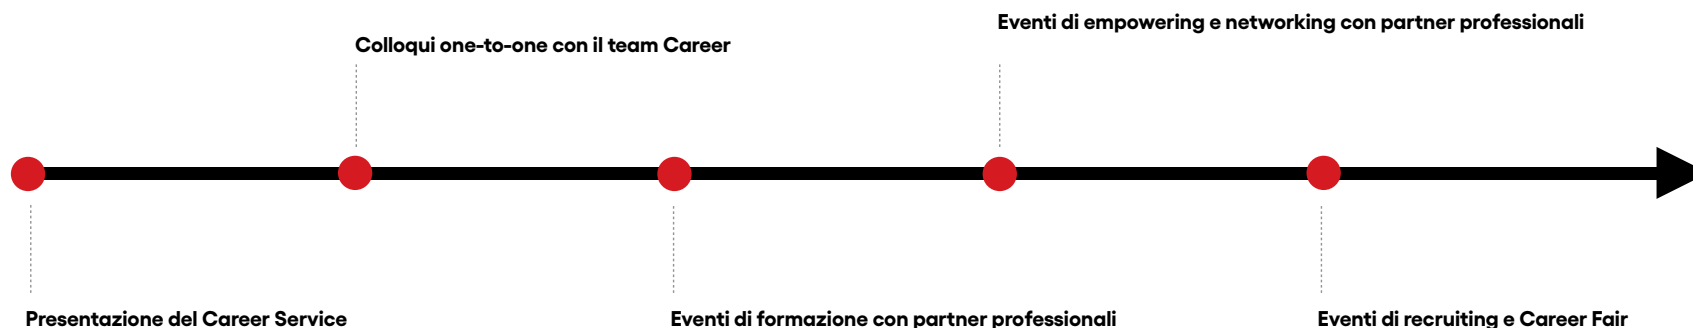 Eventi di empowering e networking con partner professionali
Colloqui one-to-one con il team Career
Presentazione del Career Service
Eventi di formazione con partner professionali
Eventi di recruiting e Career Fair